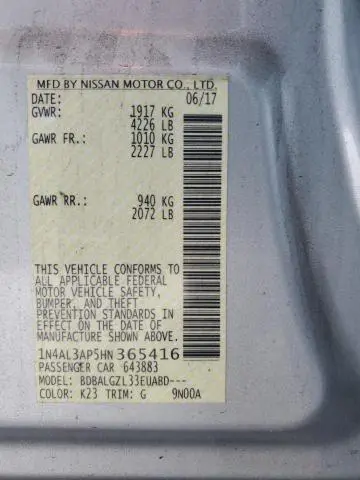 MFD BY NISSAN MOTOR CO., LTD.
DATE: 06/17
GVWR: 1917 KG
4226 LB
GAWR FR.: 1010 KG
2227 LB
GAWR RR.: 940 KG
2072 LB
THIS VEHICLE CONFORMS TO
ALL APPLICABLE FEDERAL
MOTOR VEHICLE SAFETY,
BUMPER, AND THEFT
PREVENTION STANDARDS IN
EFFECT ON THE DATE OF
MANUFACTURE SHOWN ABOVE.
1N4AL3AP5HN365416
PASSENGER CAR 643883
MODEL: BDBALGZL33EUABD---
COLOR: K23 TRIM: G 9N00A